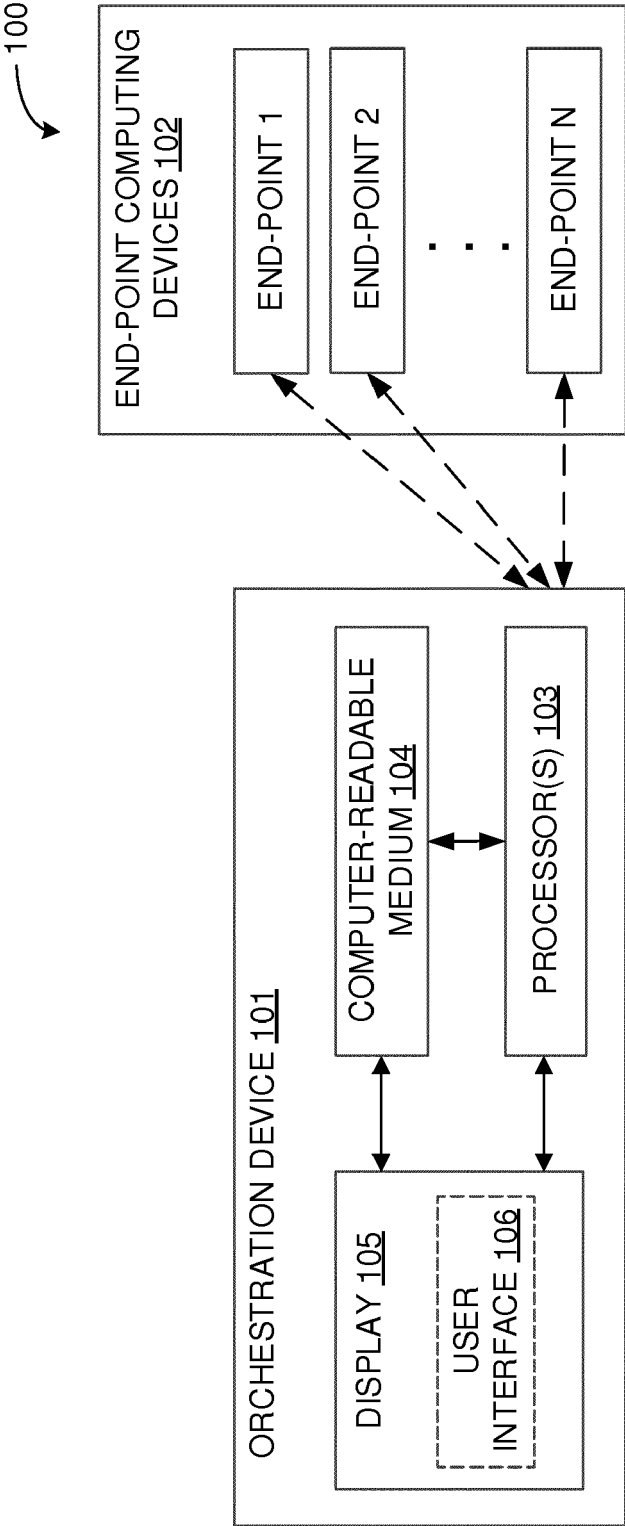 100
ORCHESTRATION DEVICE 101
DISPLAY 105
USER
INTERFACE 106
COMPUTER-READABLE
MEDIUM 104
PROCESSOR(S) 103
END-POINT COMPUTING
DEVICES 102
END-POINT 1
END-POINT 2
. . .
END-POINT N